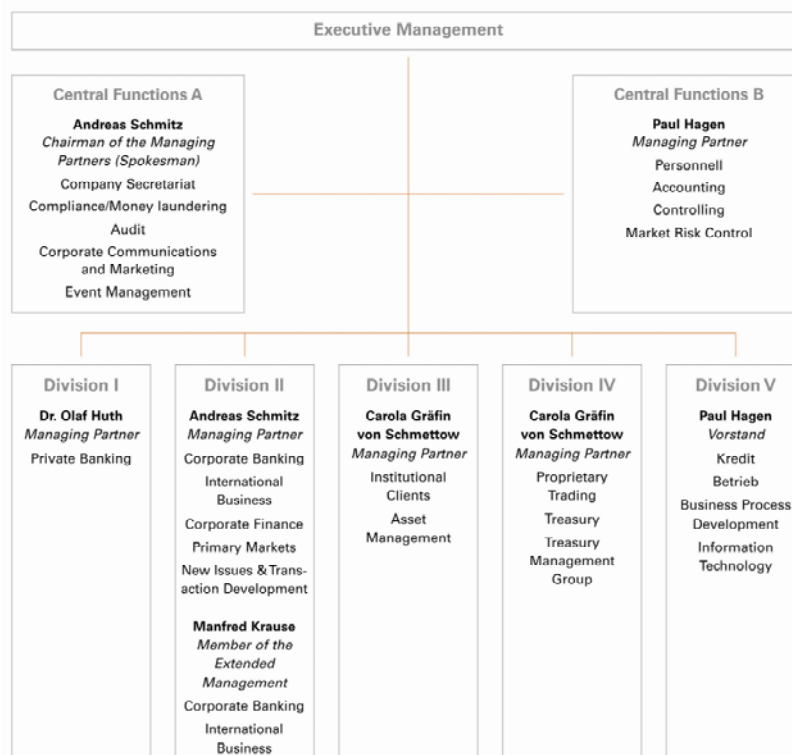 Executive Management
Central Functions A
Andreas Schmitz
Chairman of the Managing
Partners (Spokesman)
Company Secretariat
Compliance/Money laundering
Audit
Corporate Communications
and Marketing
Event Management
Central Functions B
Paul Hagen
Managing Partner
Personnell
Accounting
Controlling
Market Risk Control
Division I
Dr. Olaf Huth
Managing Partner
Private Banking
Division II
Andreas Schmitz
Managing Partner
Corporate Banking
International
Business
Corporate Finance
Primary Markets
New Issues & Trans-
action Development
Manfred Krause
Member of the
Extended
Management
Corporate Banking
International
Business
Division III
Carola Gräfin
von Schmettow
Managing Partner
Institutional
Clients
Asset
Management
Division IV
Carola Gräfin
von Schmettow
Managing Partner
Proprietary
Trading
Treasury
Treasury
Management
Group
Division V
Paul Hagen
Vorstand
Kredit
Betrieb
Business Process
Development
Information
Technology